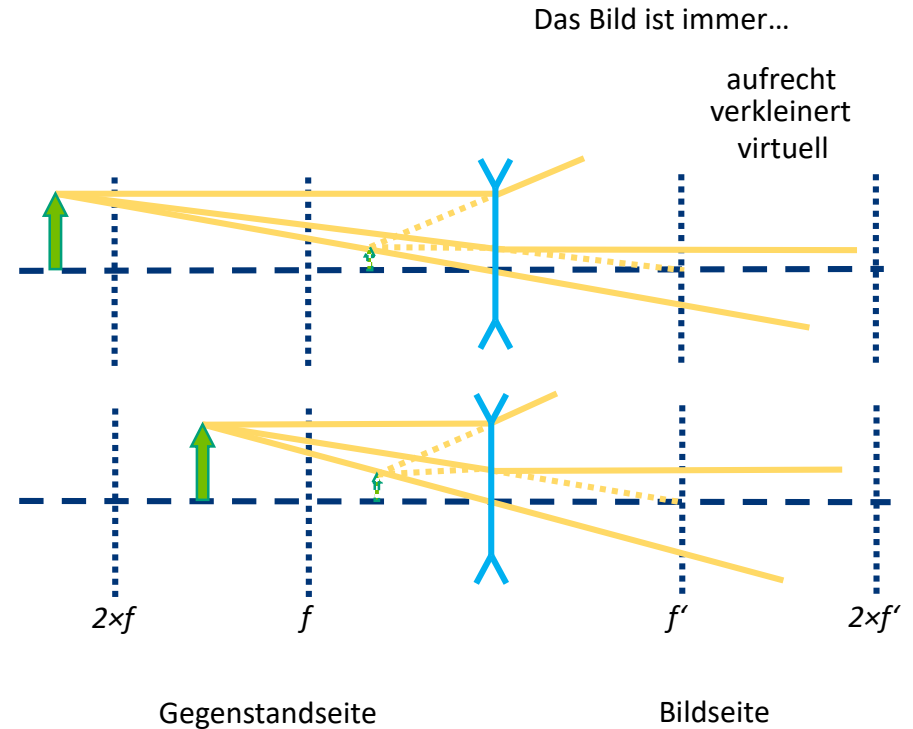 Das Bild ist immer…
aufrecht
verkleinert
virtuell
2×f
f
f‘
2×f‘
Gegenstandseite
Bildseite